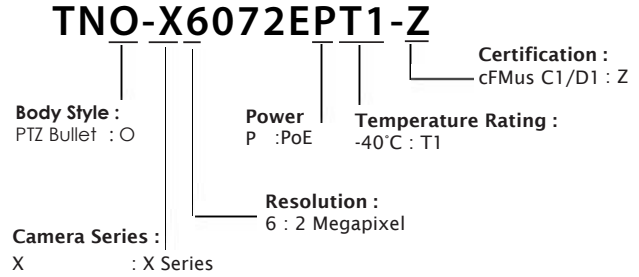 TNO-X6072EPT1-Z
Certification :
cFMus C1/D1 : Z
Body Style :
PTZ Bullet : O
Power
P :PoE
Temperature Rating :
-40°C : T1
Resolution :
6 : 2 Megapixel
Camera Series :
X : X Series